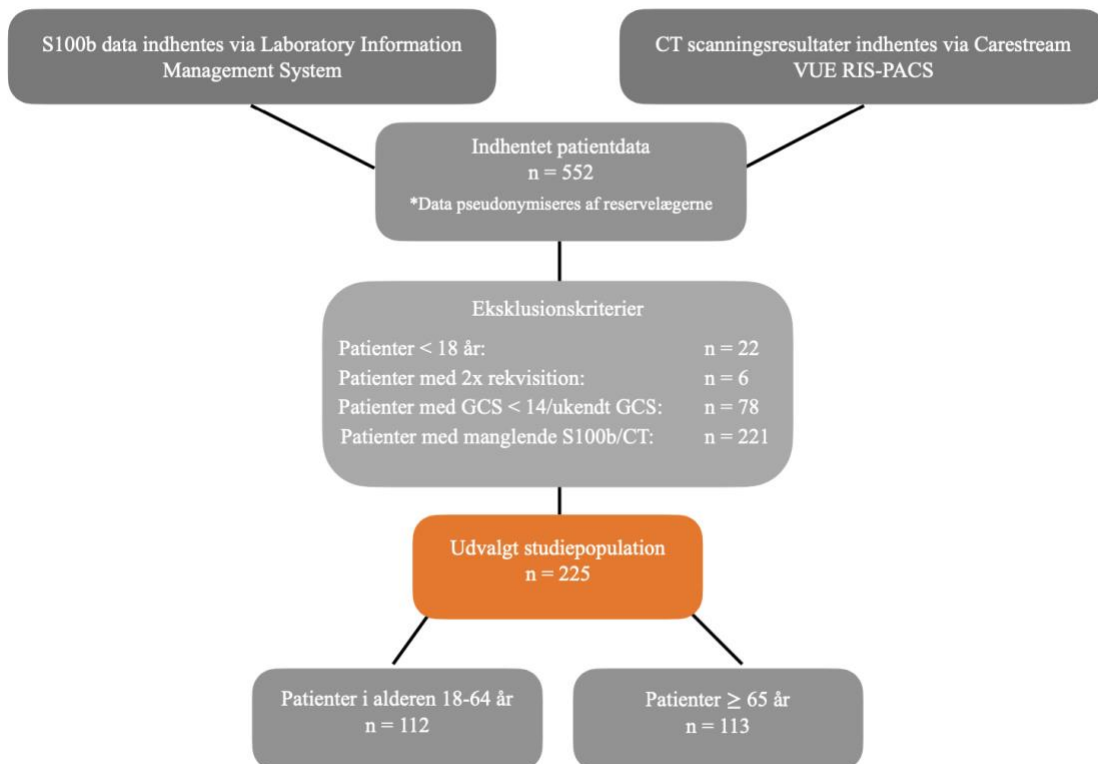 S100b data indhentes via Laboratory Information
Management System
CT scanningsresultater indhentes via Carestream
VUE RIS-PACS
Indhentet patientdata
n = 552
*Data pseudonymiseres af reservelægerne
Eksklusionskriterier
Patienter < 18 år: n = 22
Patienter med 2x rekvisition: n = 6
Patienter med GCS < 14/ukendt GCS: n = 78
Patienter med manglende S100b/CT: n = 221
Udvalgt studiepopulation
n = 225
Patienter i alderen 18-64 år
n = 112
Patienter ≥ 65 år
n = 113